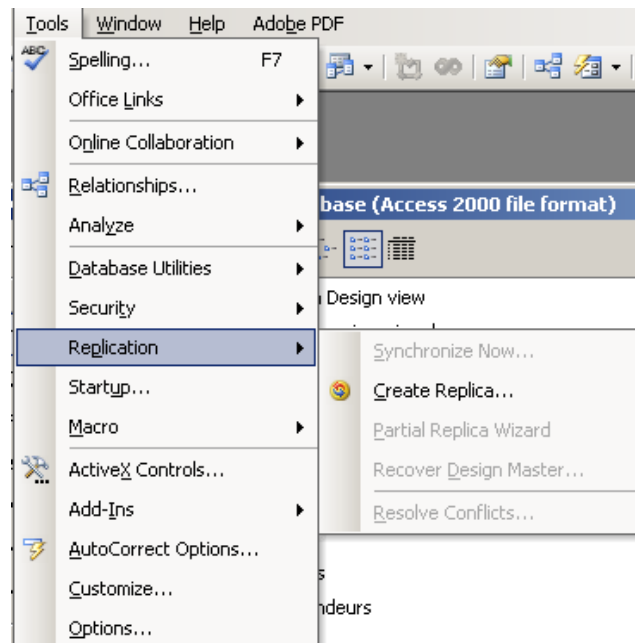 Tools Window Help Adobe PDF
ABC
Spelling... F7
Office Links
Online Collaboration
Relationships...
base (Access 2000 file format)
Analyze
Database Utilities
Design view
Security
Replication
Synchronize Now...
Startup...
Create Replica...
Macro
Partial Replica Wizard
ActiveX Controls...
Recover Design Master...
Add-Ins
Resolve Conflicts...
AutoCorrect Options...
s
Customize...
ndeurs
Options...